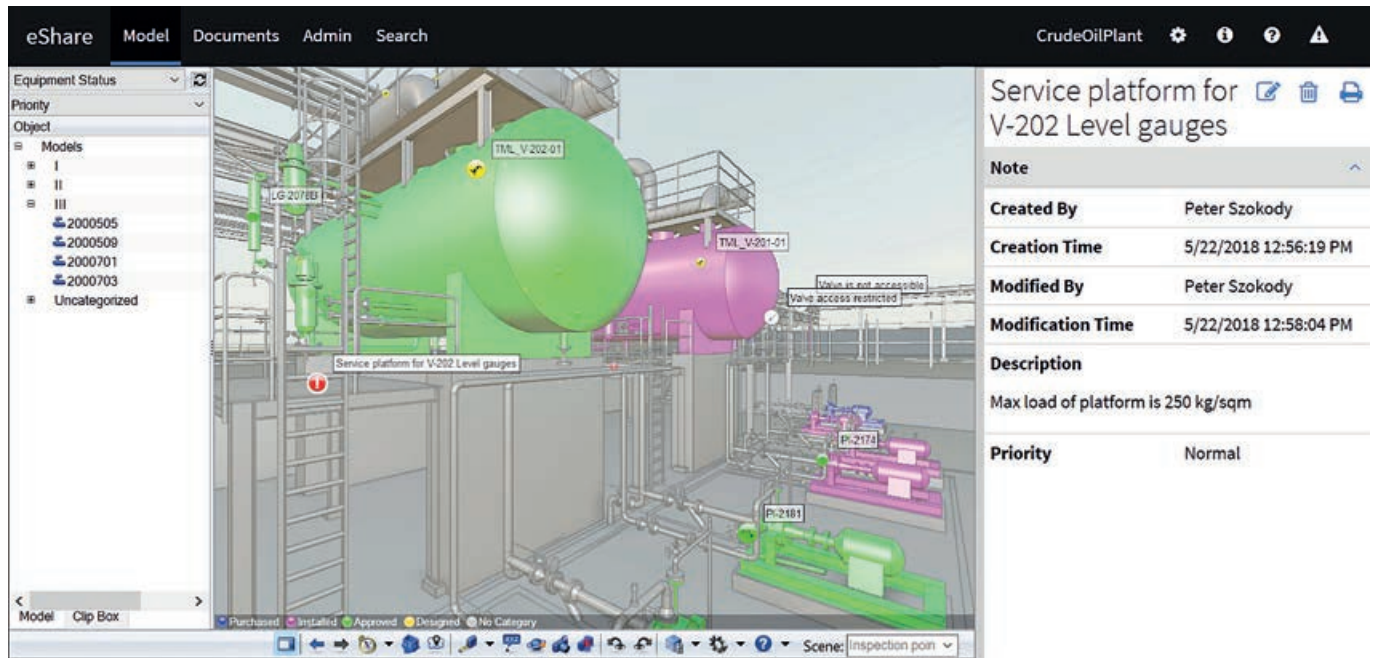 eShare Model Documents Admin Search CrudeOilPlant
Equipment Status
Priority
Object
Models
I
II
III
2000505
2000509
2000701
2000703
Uncategorized
Model Clip Box
TML_V-202-01
LG-2078B
TML_V-201-01
Valve is not accessible
Valve access restricted
Service platform for V-202 Level gauges
PI-2174
PI-2181
Purchased Installed Approved Designed No Category
Scene: Inspection poin
Service platform for
V-202 Level gauges
Note
Created By Peter Szokody
Creation Time 5/22/2018 12:56:19 PM
Modified By Peter Szokody
Modification Time 5/22/2018 12:58:04 PM
Description
Max load of platform is 250 kg/sqm
Priority Normal